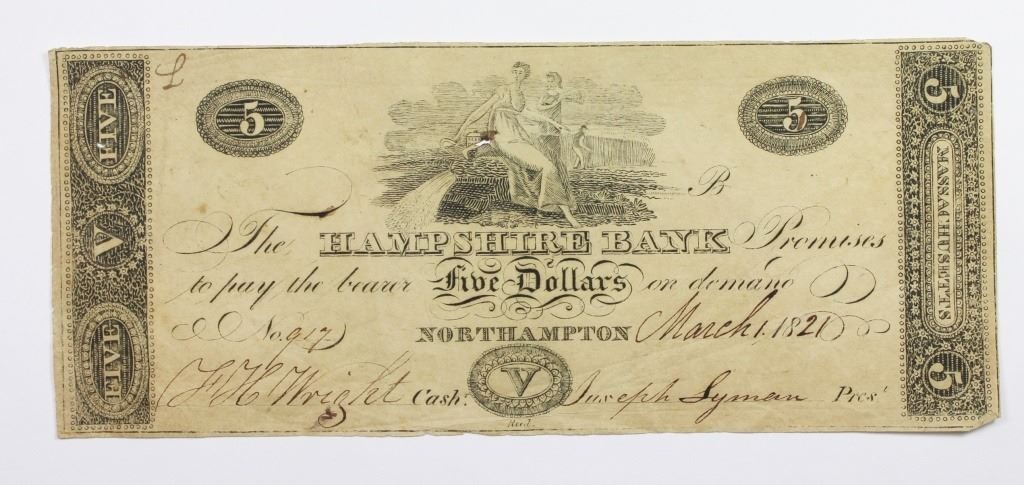 L
FIVE
V
FIVE
5
5
B
The HAMPSHIRE BANK Promises
to pay the bearer Five Dollars on demand
No. 917
NORTHAMPTON March 1. 1821
F H Wright Cash.r
V
Joseph Lyman Pres.t
Reed.
5
MASSACHUSETTS
5